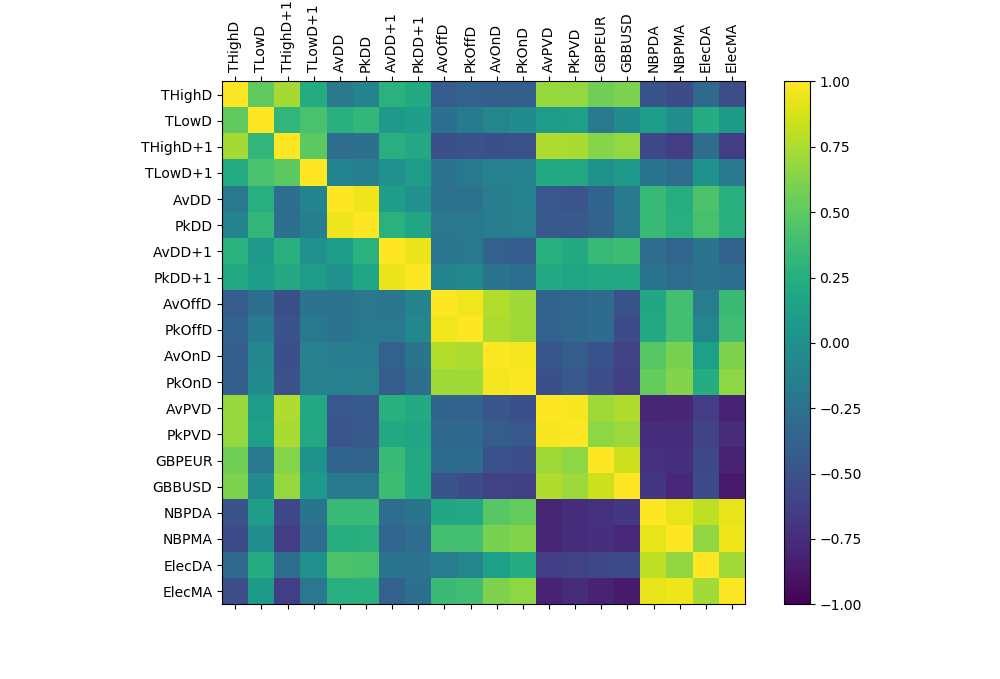 THighD
TLowD
THighD+1
TLowD+1
AvDD
PkDD
AvDD+1
PkDD+1
AvOffD
PkOffD
AvOnD
PkOnD
AvPVD
PkPVD
GBPEUR
GBBUSD
NBPDA
NBPMA
ElecDA
ElecMA
THighD
TLowD
THighD+1
TLowD+1
AvDD
PkDD
AvDD+1
PkDD+1
AvOffD
PkOffD
AvOnD
PkOnD
AvPVD
PkPVD
GBPEUR
GBBUSD
NBPDA
NBPMA
ElecDA
ElecMA
1.00
0.75
0.50
0.25
0.00
−0.25
−0.50
−0.75
−1.00